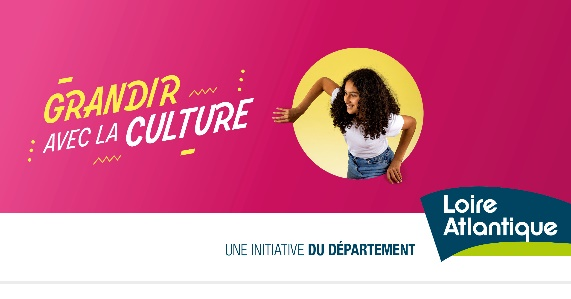 GRANDIR
AVEC LA CULTURE
Loire
Atlantique
UNE INITIATIVE DU DÉPARTEMENT